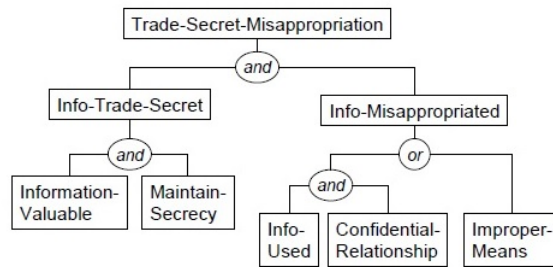 Trade-Secret-Misappropriation
and
Info-Trade-Secret
Info-Misappropriated
and
or
Information-
Valuable
Maintain-
Secrecy
and
Info-
Used
Confidential-
Relationship
Improper-
Means